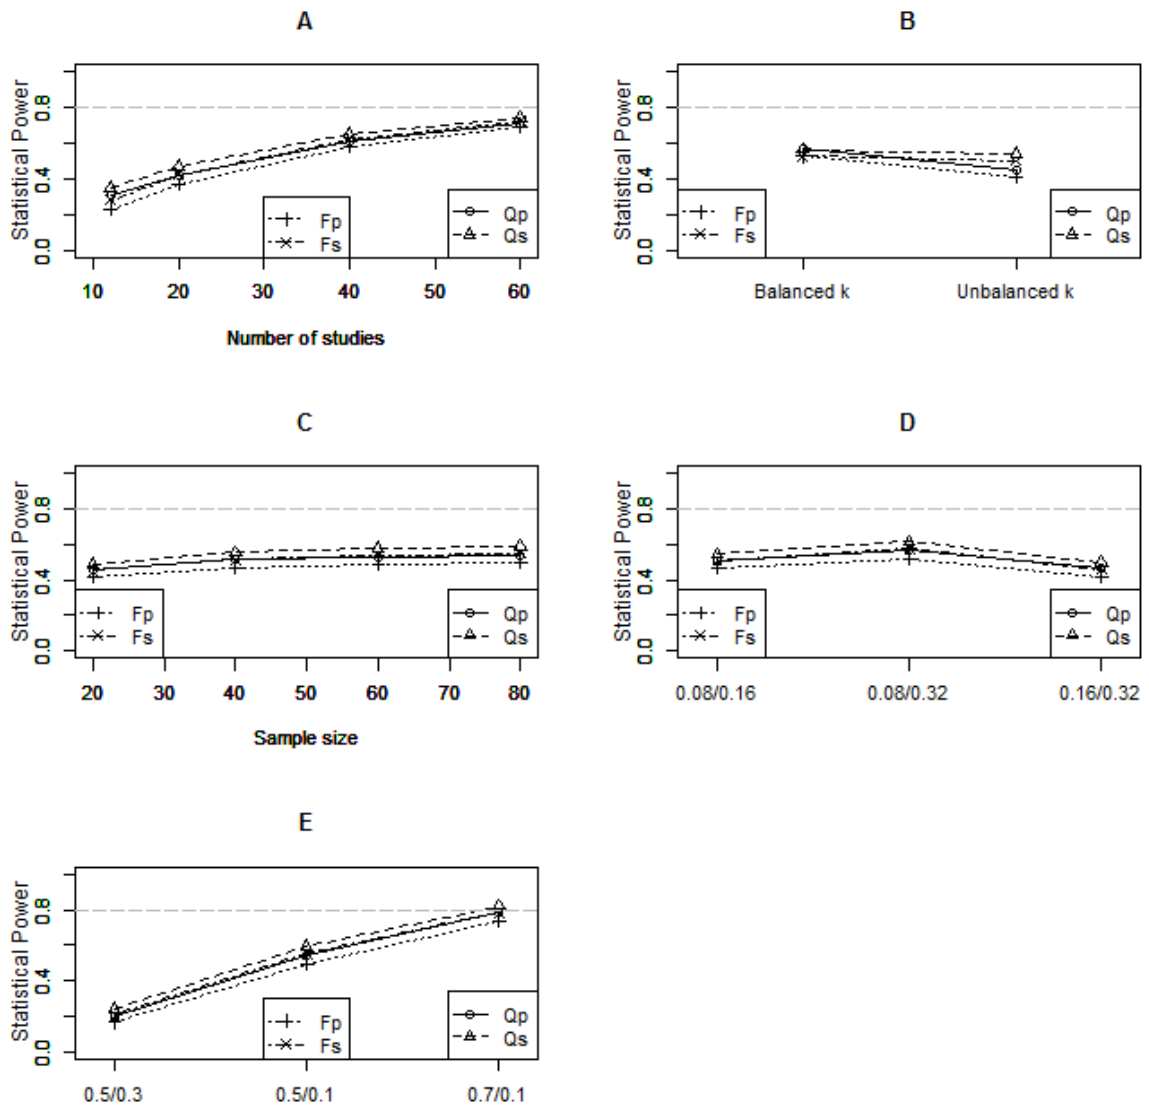 A
Statistical Power
0.0
0.4
0.8
Fp
Fs
Qp
Qs
10 20 30 40 50 60
Number of studies
B
Statistical Power
0.0
0.4
0.8
Fp
Fs
Qp
Qs
Balanced k Unbalanced k
C
Statistical Power
0.0
0.4
0.8
Fp
Fs
Qp
Qs
20 30 40 50 60 70 80
Sample size
D
Statistical Power
0.0
0.4
0.8
Fp
Fs
Qp
Qs
0.08/0.16 0.08/0.32 0.16/0.32
E
Statistical Power
0.0
0.4
0.8
Fp
Fs
Qp
Qs
0.5/0.3 0.5/0.1 0.7/0.1